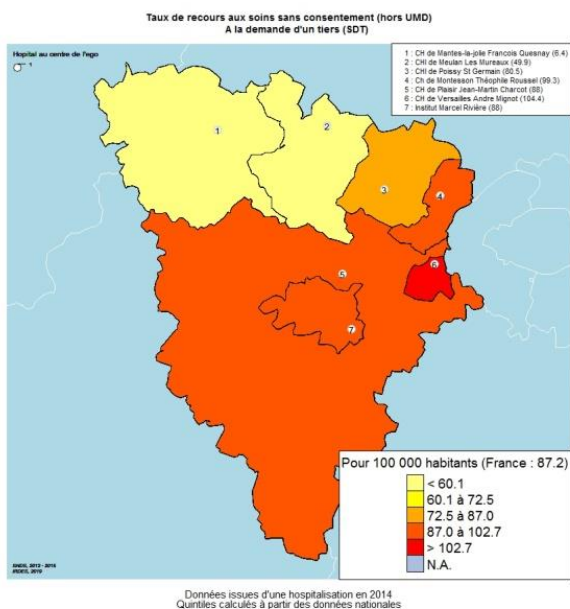 Taux de recours aux soins sans consentement (hors UMD)
A la demande d'un tiers (SDT)
Hopital au centre de l'ego
1
1 : CH de Mantes-la-jolie Francois Quesnay (6.4)
2 : CHI de Meulan Les Mureaux (49.9)
3 : CHI de Poissy St Germain (80.5)
4 : Ch de Montesson Théophile Roussel (99.3)
5 : CH de Plaisir Jean-Martin Charcot (88)
6 : CH de Versailles Andre Mignot (104.4)
7 : Institut Marcel Rivière (88)
1
2
3
4
5
6
7
Pour 100 000 habitants (France : 87.2)
< 60.1
60.1 à 72.5
72.5 à 87.0
87.0 à 102.7
> 102.7
N.A.
Données issues d'une hospitalisation en 2014
Quintiles calculés à partir des données nationales